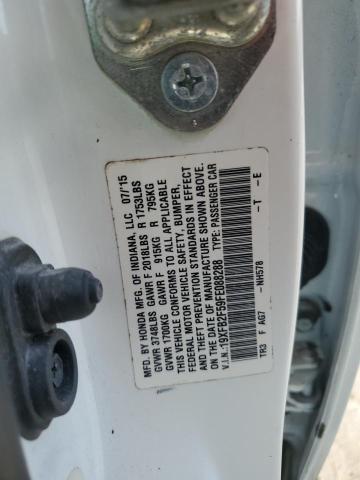 MFD. BY HONDA MFG. OF INDIANA, LLC 07/15
GVWR 3748LBS GAWR F 2018LBS R 1753LBS
GVWR 1700KG GAWR F 915KG R 795KG
THIS VEHICLE CONFORMS TO ALL APPLICABLE
FEDERAL MOTOR VEHICLE SAFETY, BUMPER,
AND THEFT PREVENTION STANDARDS IN EFFECT
ON THE DATE OF MANUFACTURE SHOWN ABOVE.
V.I.N.:19XFB2F59FE088288 TYPE: PASSENGER CAR
TR3 F AG7 -NH578 -T -E